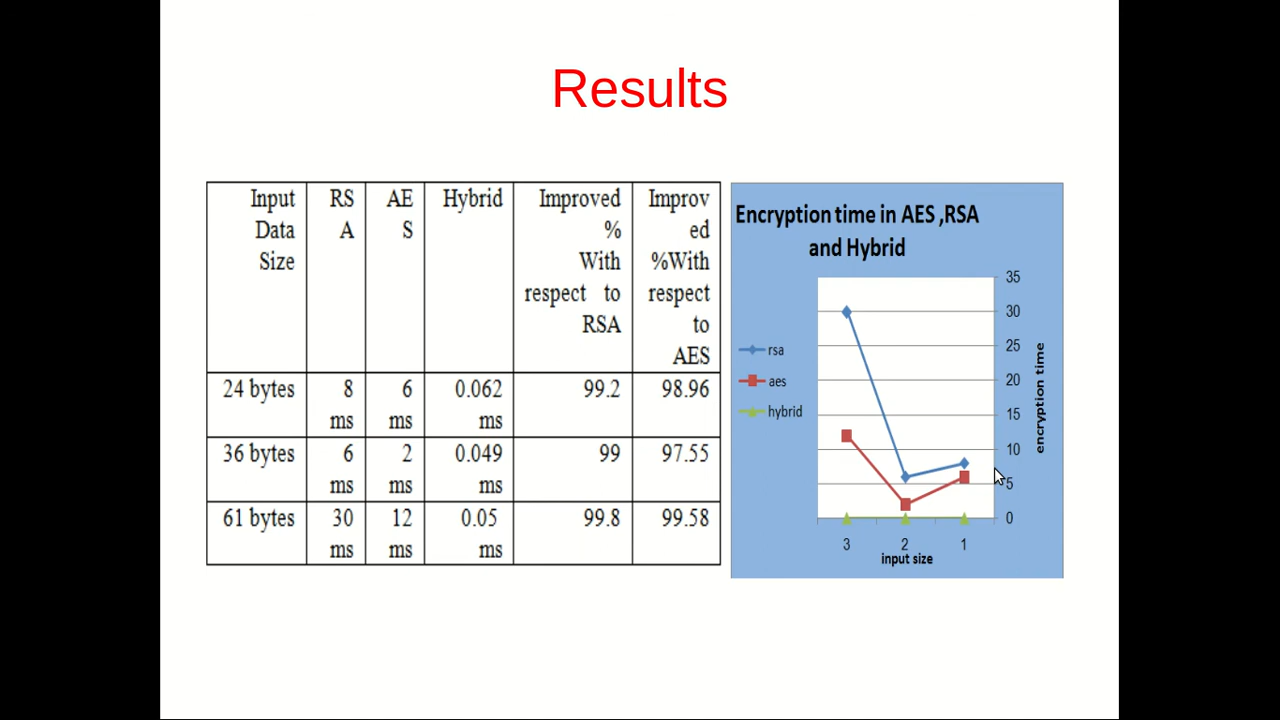 Results
Input Data Size RSA AES Hybrid Improved % With respect to RSA Improved %With respect to AES
24 bytes 8 ms 6 ms 0.062 ms 99.2 98.96
36 bytes 6 ms 2 ms 0.049 ms 99 97.55
61 bytes 30 ms 12 ms 0.05 ms 99.8 99.58
Encryption time in AES ,RSA
and Hybrid
rsa
aes
hybrid
35
30
25
20
15
10
5
0
encryption time
3 2 1
input size